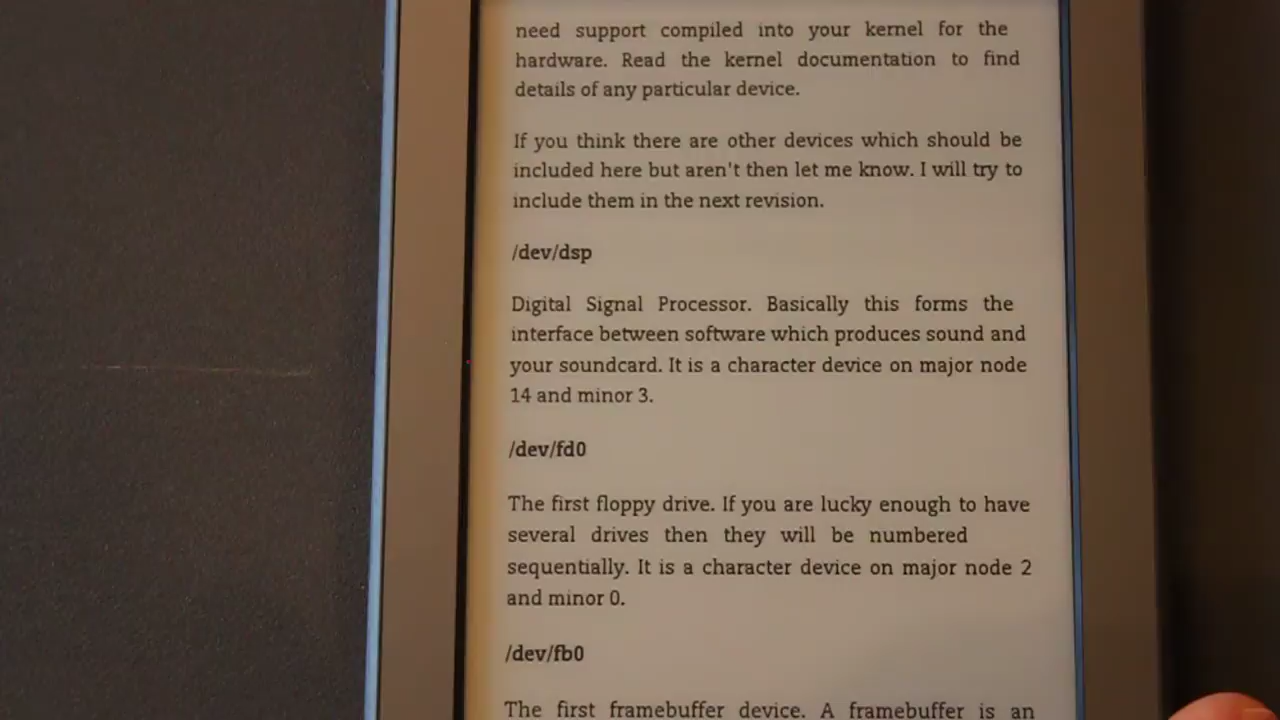 need support compiled into your kernel for the
hardware. Read the kernel documentation to find
details of any particular device.
If you think there are other devices which should be
included here but aren't then let me know. I will try to
include them in the next revision.
/dev/dsp
Digital Signal Processor. Basically this forms the
interface between software which produces sound and
your soundcard. It is a character device on major node
14 and minor 3.
/dev/fd0
The first floppy drive. If you are lucky enough to have
several drives then they will be numbered
sequentially. It is a character device on major node 2
and minor 0.
/dev/fb0
The first framebuffer device. A framebuffer is an